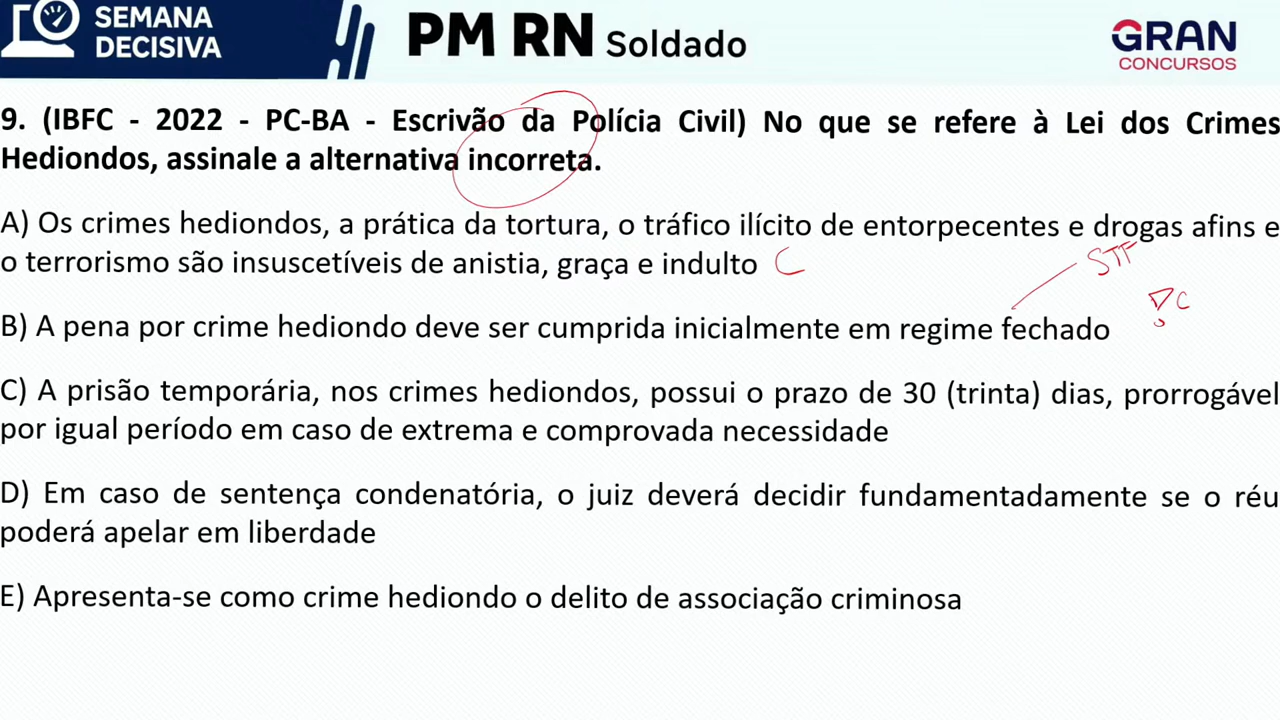 SEMANA
DECISIVA
PM RN Soldado
GRAN
CONCURSOS
9. (IBFC - 2022 - PC-BA - Escrivão da Polícia Civil) No que se refere à Lei dos Crimes
Hediondos, assinale a alternativa incorreta.
A) Os crimes hediondos, a prática da tortura, o tráfico ilícito de entorpecentes e drogas afins e
o terrorismo são insuscetíveis de anistia, graça e indulto C
STF
B) A pena por crime hediondo deve ser cumprida inicialmente em regime fechado
C) A prisão temporária, nos crimes hediondos, possui o prazo de 30 (trinta) dias, prorrogável
por igual período em caso de extrema e comprovada necessidade
D) Em caso de sentença condenatória, o juiz deverá decidir fundamentadamente se o réu
poderá apelar em liberdade
E) Apresenta-se como crime hediondo o delito de associação criminosa